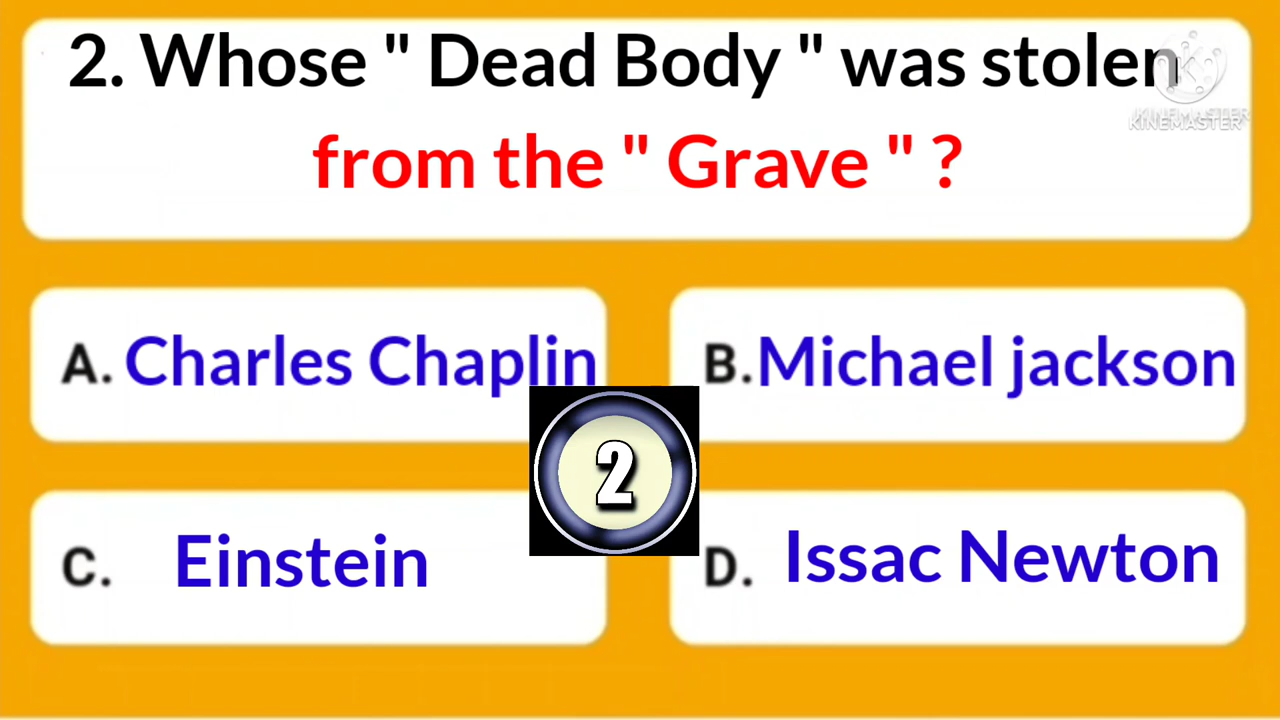 2. Whose " Dead Body " was stolen
from the " Grave " ?
KINEMASTER
A. Charles Chaplin
B. Michael jackson
2
C. Einstein
D. Issac Newton